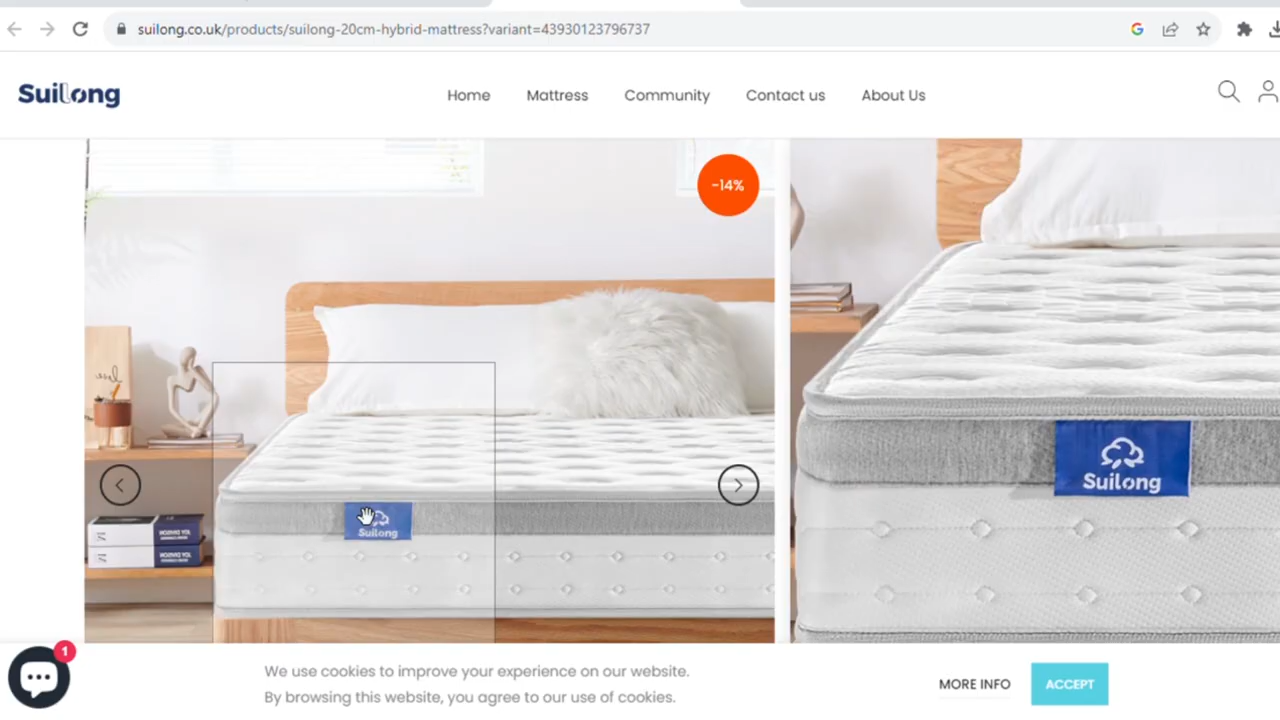 suilong.co.uk/products/suilong-20cm-hybrid-mattress?variant=43930123796737
Suilong
Home Mattress Community Contact us About Us
-14%
Suilong
Suilong
1
We use cookies to improve your experience on our website.
By browsing this website, you agree to our use of cookies.
MORE INFO
ACCEPT